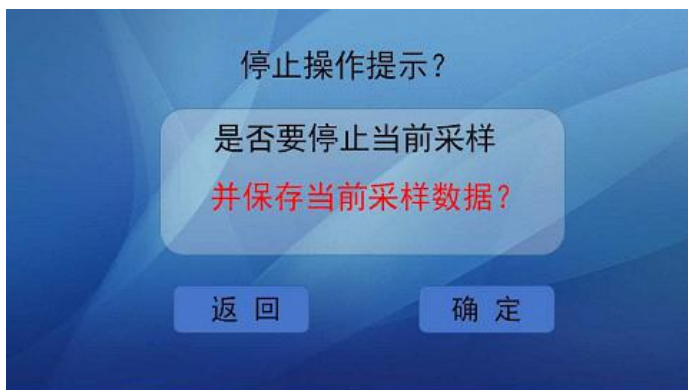 停止操作提示？
是否要停止当前采样
并保存当前采样数据？
返回
确定